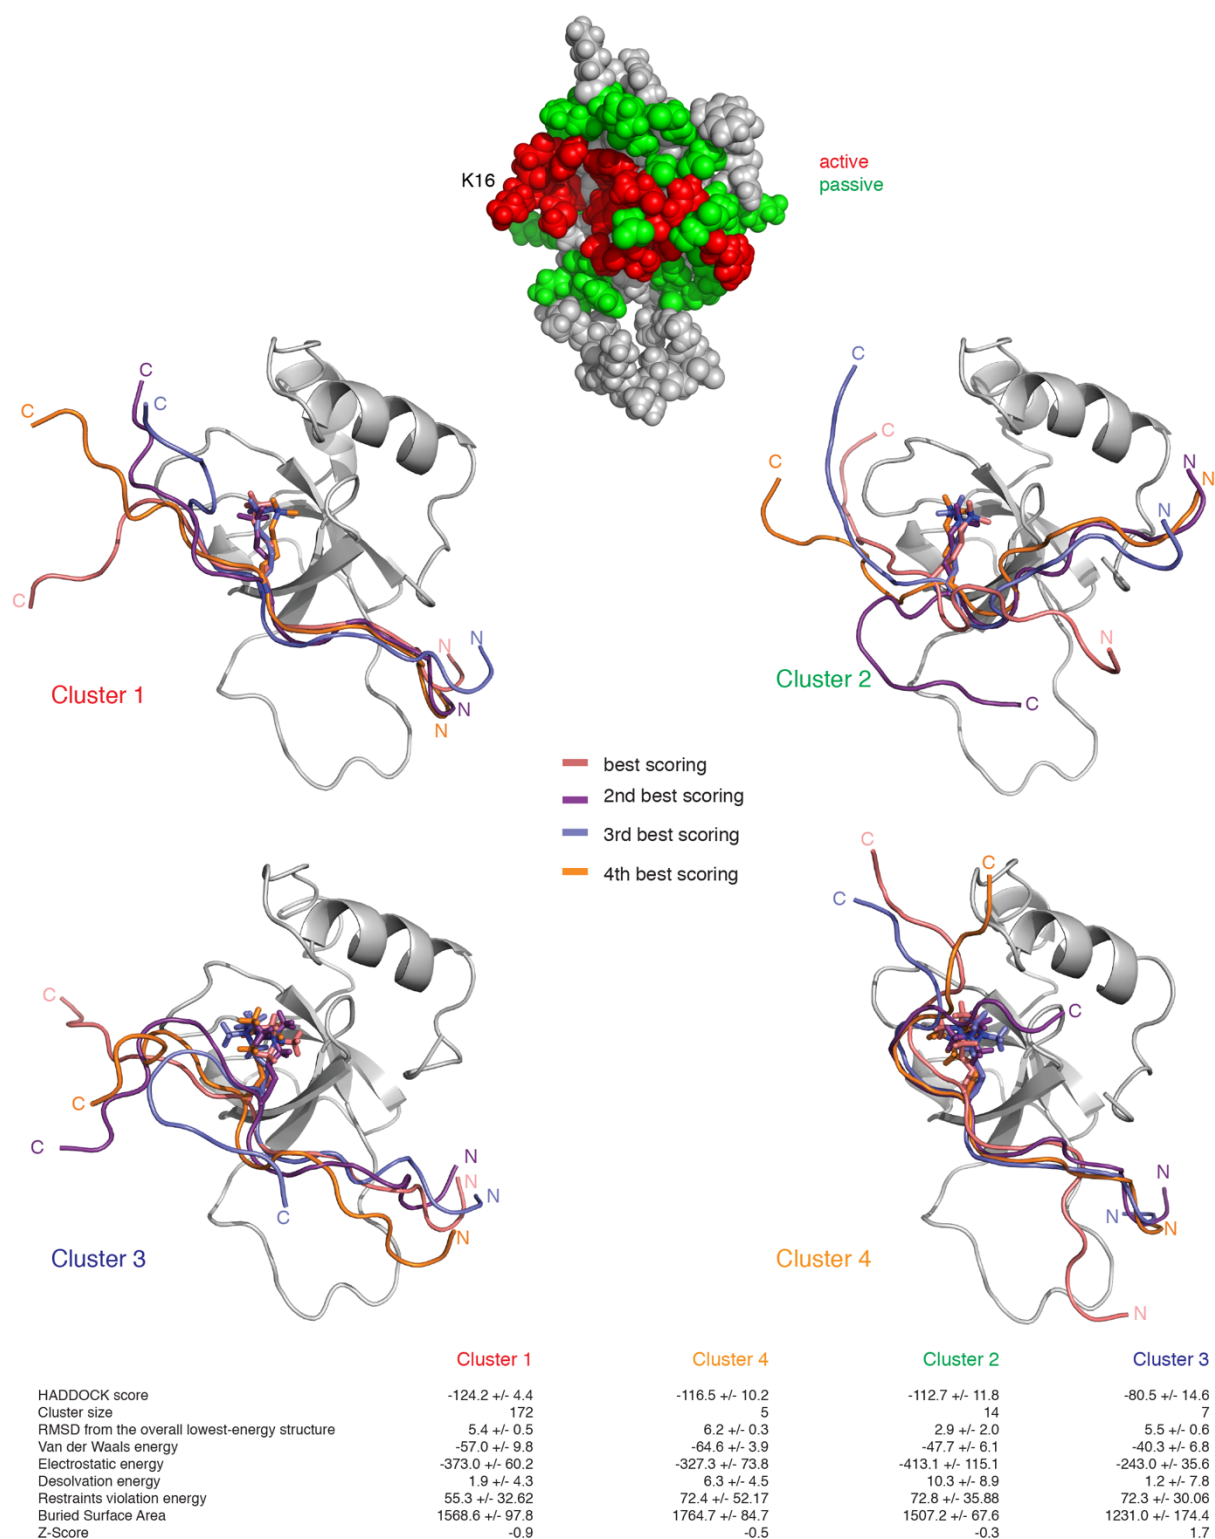 K16
active
passive
C
C
C
C
N
N
N
N
Cluster 1
C
C
C
C
N
N
N
N
Cluster 2
best scoring
2nd best scoring
3rd best scoring
4th best scoring
C
C
C
C
N
N
N
N
Cluster 3
C
C
C
C
N
N
N
N
Cluster 4
Cluster 1 Cluster 4 Cluster 2 Cluster 3
HADDOCK score -124.2 +/- 4.4 -116.5 +/- 10.2 -112.7 +/- 11.8 -80.5 +/- 14.6
Cluster size 172 5 14 7
RMSD from the overall lowest-energy structure 5.4 +/- 0.5 6.2 +/- 0.3 2.9 +/- 2.0 5.5 +/- 0.6
Van der Waals energy -57.0 +/- 9.8 -64.6 +/- 3.9 -47.7 +/- 6.1 -40.3 +/- 6.8
Electrostatic energy -373.0 +/- 60.2 -327.3 +/- 73.8 -413.1 +/- 115.1 -243.0 +/- 35.6
Desolvation energy 1.9 +/- 4.3 6.3 +/- 4.5 10.3 +/- 8.9 1.2 +/- 7.8
Restraints violation energy 55.3 +/- 32.62 72.4 +/- 52.17 72.8 +/- 35.88 72.3 +/- 30.06
Buried Surface Area 1568.6 +/- 97.8 1764.7 +/- 84.7 1507.2 +/- 67.6 1231.0 +/- 174.4
Z-Score -0.9 -0.5 -0.3 1.7